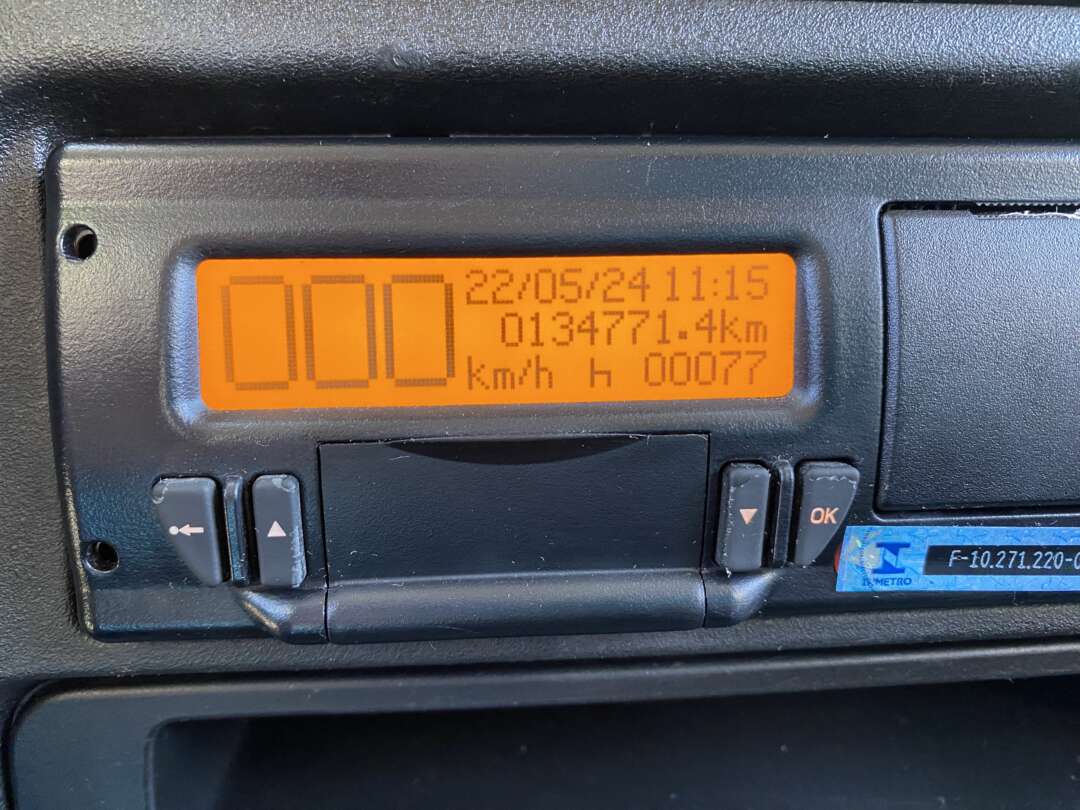 000
22/05/24 11:15
0134771.4km
km/h h 00077
OK
INMETRO
F-10.271.220-